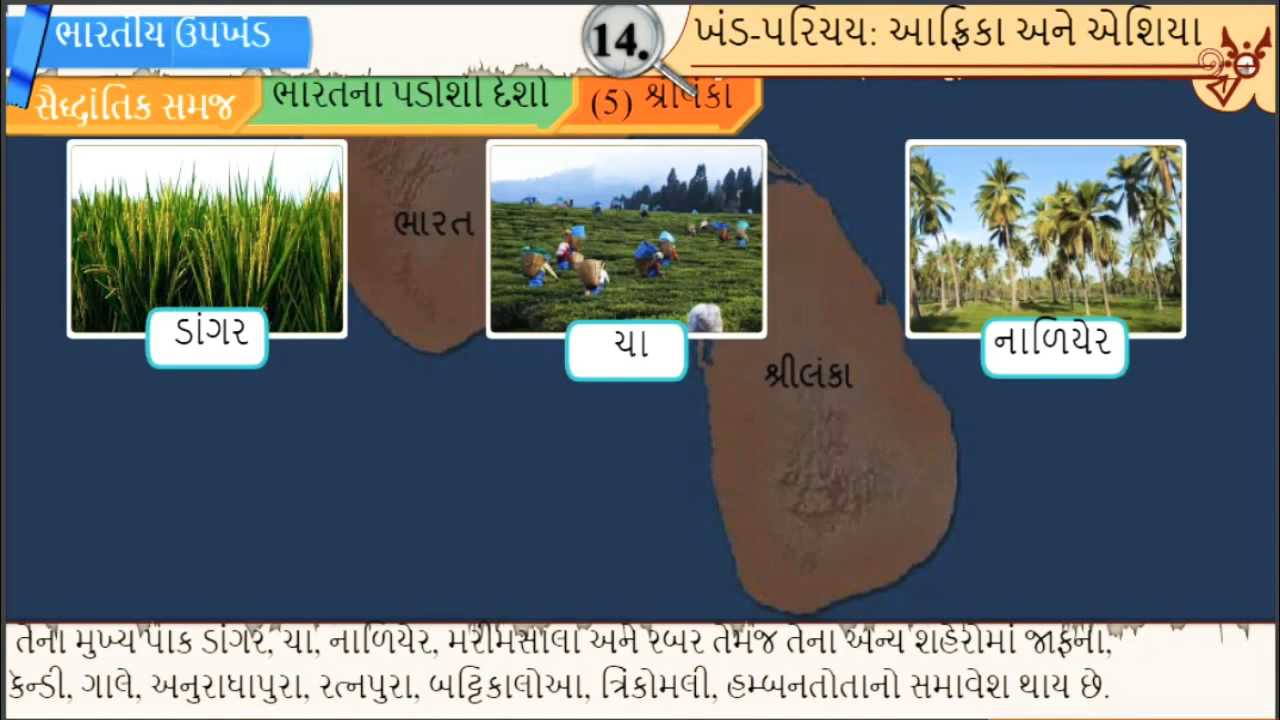 ભારતીય ઉપખંડ
14.
ખંડ-પરિચય: આફ્રિકા અને એશિયા
સૈદ્ધાંતિક સમજ
ભારતના પડોશી દેશો
(5) શ્રીલંકા
ભારત
ડાંગર
ચા
નાળિયેર
શ્રીલંકા
તેના મુખ્ય પાક ડાંગર, ચા, નાળિયેર, મરીમસાલા અને રબર તેમજ તેના અન્ય શહેરોમાં જાફના,
કેન્ડી, ગાલે, અનુરાધાપુરા, રત્નપુરા, બટ્ટિકાલોઆ, ત્રિંકોમલી, હમ્બનતોતાનો સમાવેશ થાય છે.